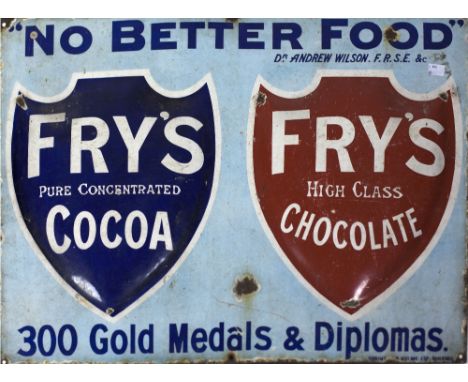 "NO BETTER FOOD"
DR ANDREW WILSON. F.R.S.E. &c
FRY'S
PURE CONCENTRATED
COCOA
FRY'S
HIGH CLASS
CHOCOLATE
300 Gold Medals & Diplomas.